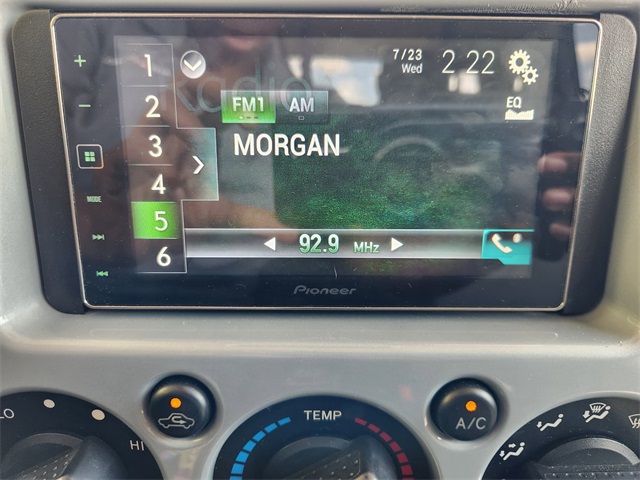 7/23
Wed
2 22
1
Radio
FM1 AM
EQ
2
MORGAN
3
4
5
6
MODE
92.9 MHz
Pioneer
LO
HI
TEMP
A/C